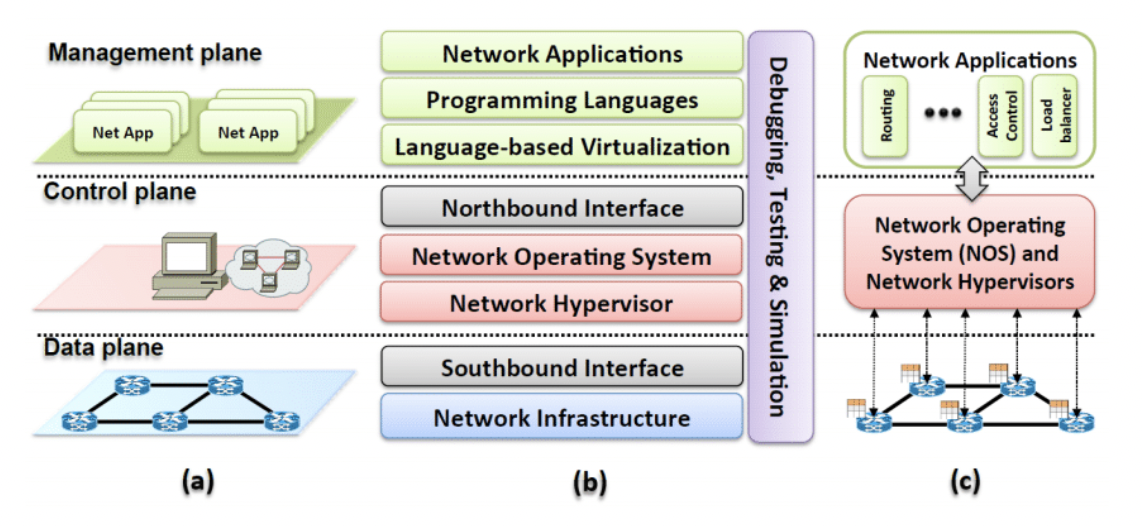 Management plane
Net App
Net App
Control plane
Data plane
(a)
Network Applications
Programming Languages
Language-based Virtualization
Northbound Interface
Network Operating System
Network Hypervisor
Southbound Interface
Network Infrastructure
Debugging, Testing & Simulation
(b)
Network Applications
Routing
Access
Control
Load
balancer
Network Operating
System (NOS) and
Network Hypervisors
(c)